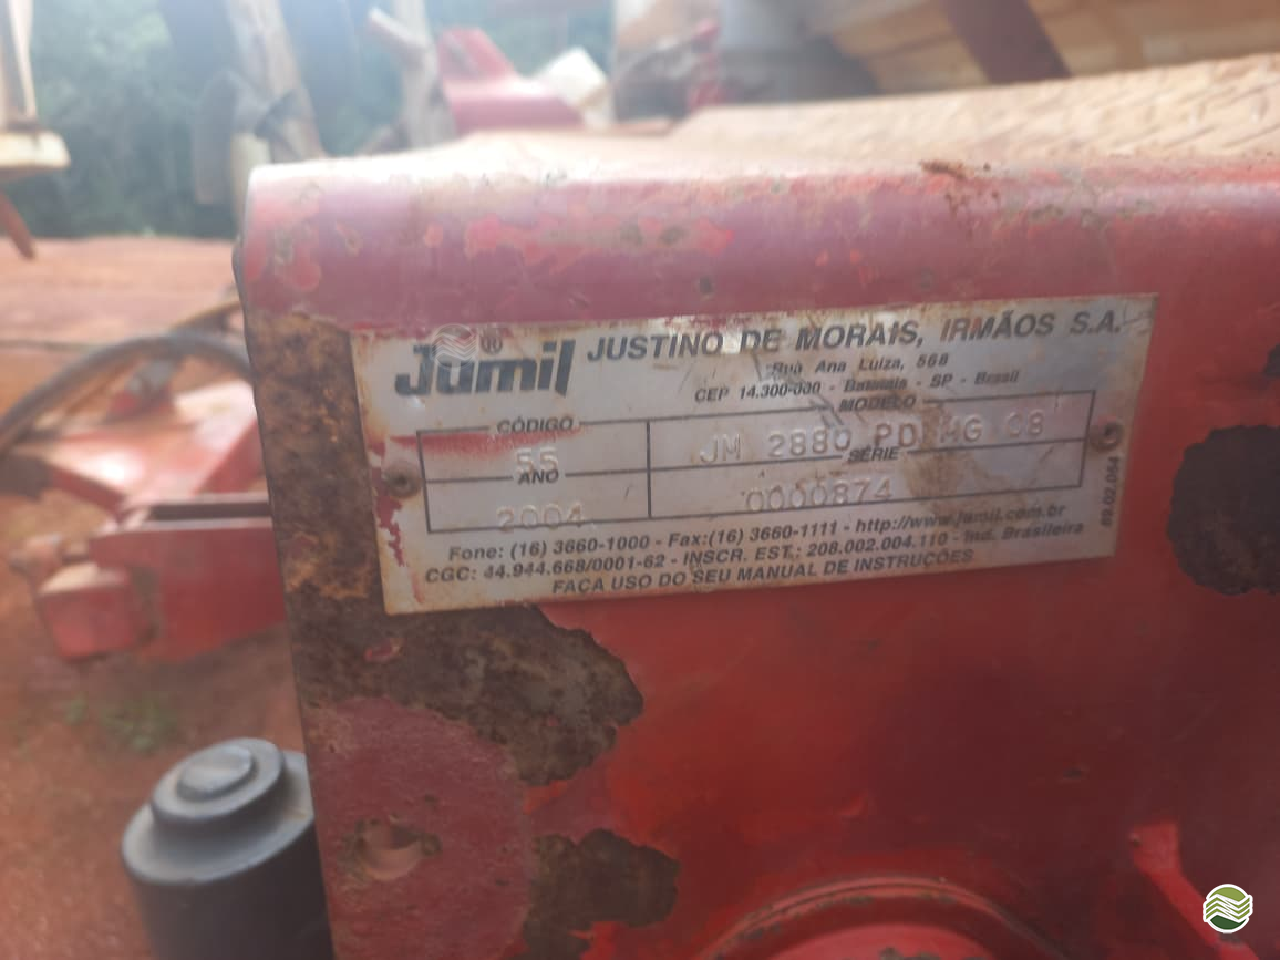 Jumil ® JUSTINO DE MORAIS, IRMÃOS S.A.
Rua Ana Luiza, 568
CEP 14.300-000 - Batatais - SP - Brasil
CÓDIGO MODELO
55 JM 2880 PD MG 08
ANO SÉRIE
2004 0000874
Fone: (16) 3660-1000 - Fax:(16) 3660-1111 - http://www.jumil.com.br
CGC: 44.944.668/0001-62 - INSCR. EST.: 208.002.004.110 - Ind. Brasileira
FAÇA USO DO SEU MANUAL DE INSTRUÇÕES